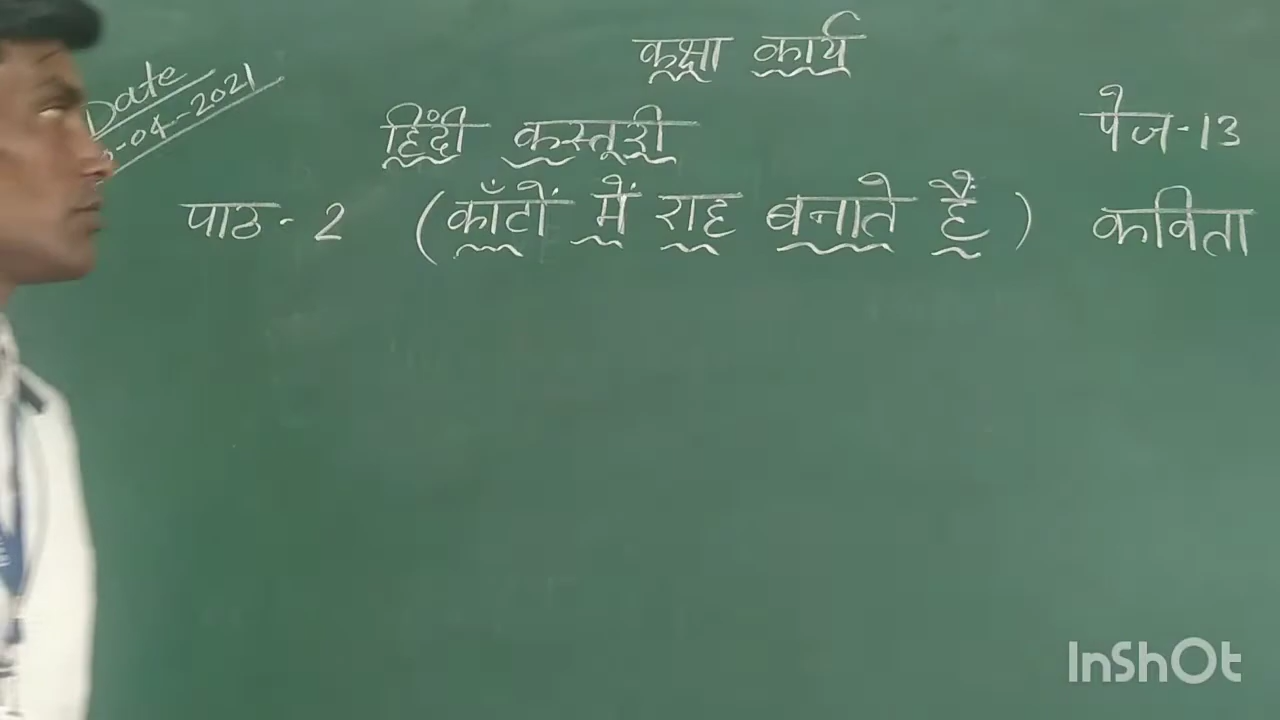 कक्षा कार्य
Date
-04-2021
हिंदी कस्तूरी
पेज-13
पाठ-2 (काँटों में राह बनाते हैं) कविता
InShOt